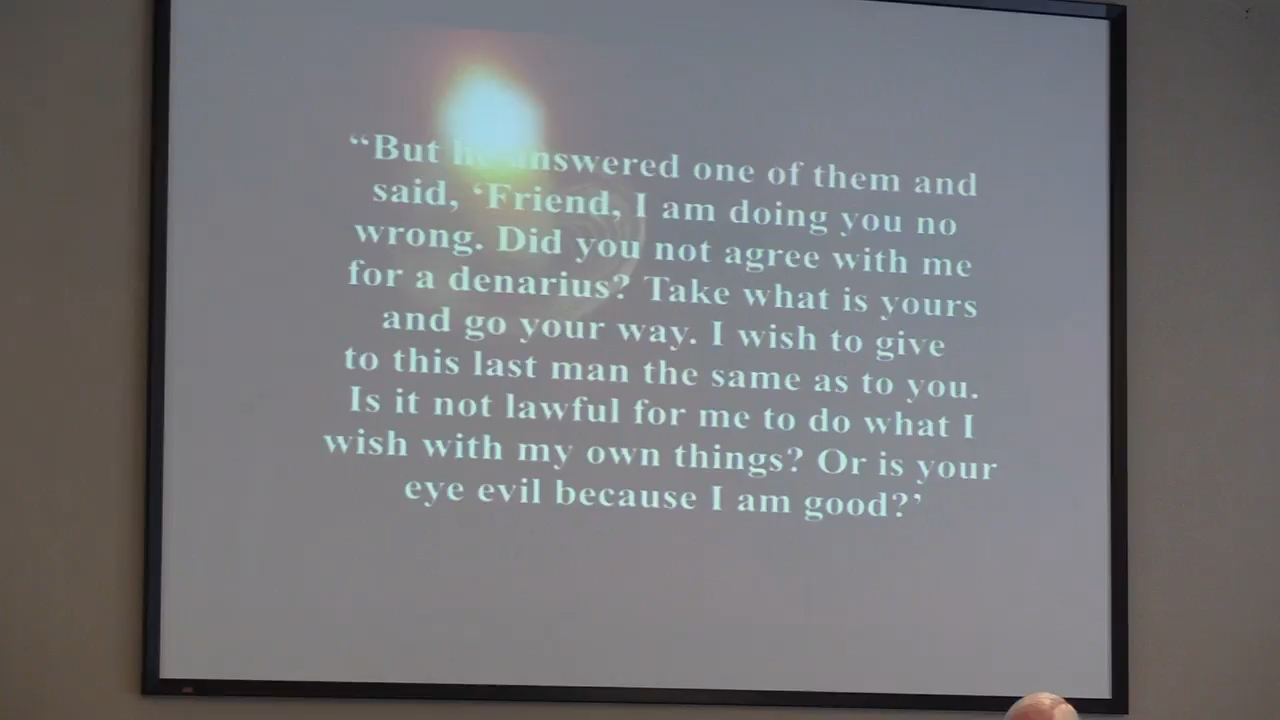 “But he answered one of them and
said, ‘Friend, I am doing you no
wrong. Did you not agree with me
for a denarius? Take what is yours
and go your way. I wish to give
to this last man the same as to you.
Is it not lawful for me to do what I
wish with my own things? Or is your
eye evil because I am good?’